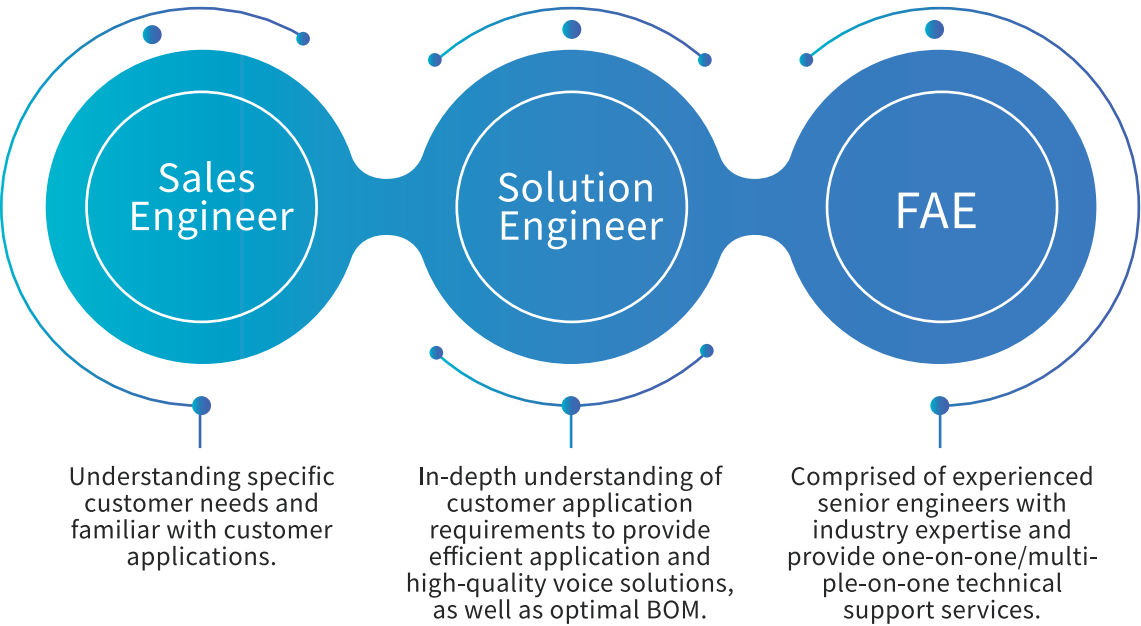 Sales
Engineer
Solution
Engineer
FAE
Understanding specific
customer needs and
familiar with customer
applications.
In-depth understanding of
customer application
requirements to provide
efficient application and
high-quality voice solutions,
as well as optimal BOM.
Comprised of experienced
senior engineers with
industry expertise and
provide one-on-one/multi-
ple-on-one technical
support services.